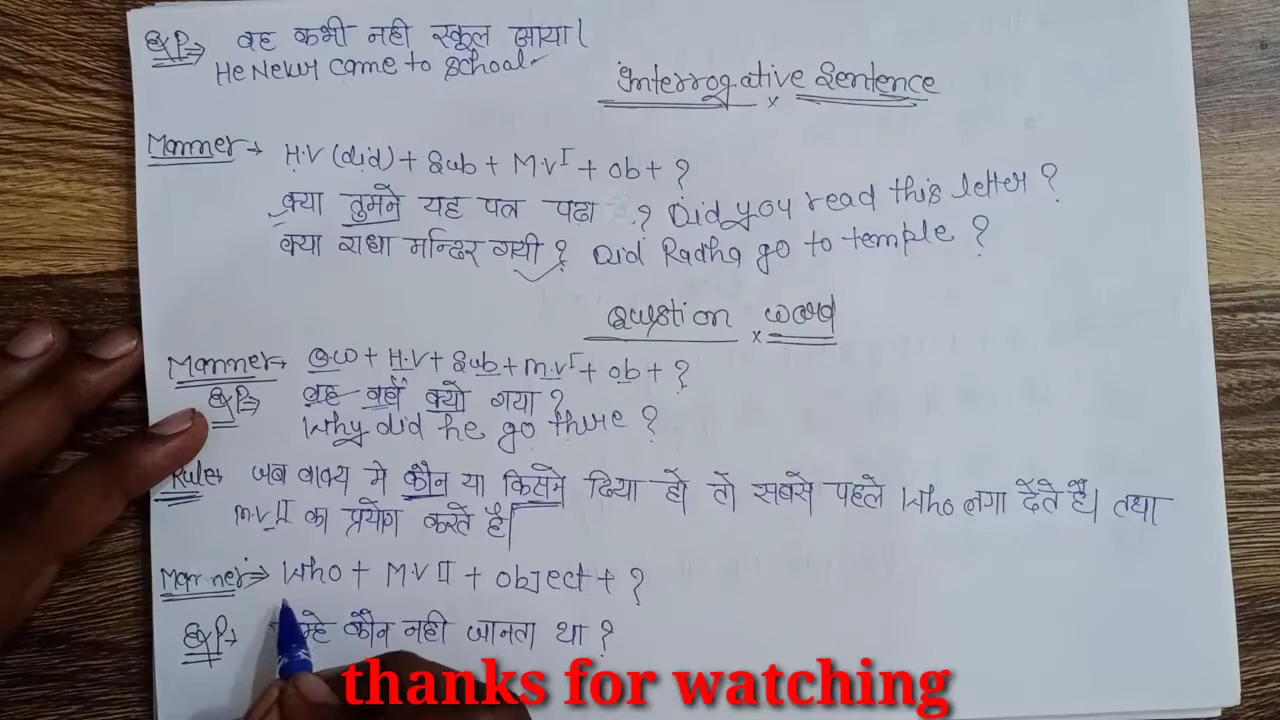 Exp⇒ वह कभी नही स्कूल आया।
He Never came to School.
Interrogative Sentence
Manner → H.V (did) + Sub + M.V I + ob + ?
क्या तुमने यह पत्र पढ़ा ? Did you read this letter ?
क्या राधा मन्दिर गयी ? Did Radha go to temple ?
Question × word
Manner→ Q.W + H.V + Sub + M.V I + ob + ?
Exp⇒ वह वहाँ क्यो गया ?
Why did he go there ?
Rule→ जब वाक्य मे कौन या किसने दिया हो तो सबसे पहले Who लगा देंते है। तथा
M.V II का प्रयोग करते है।
Manner⇒ Who + M.V II + object + ?
Exp→ कौन नही जानता था ?
thanks for watching